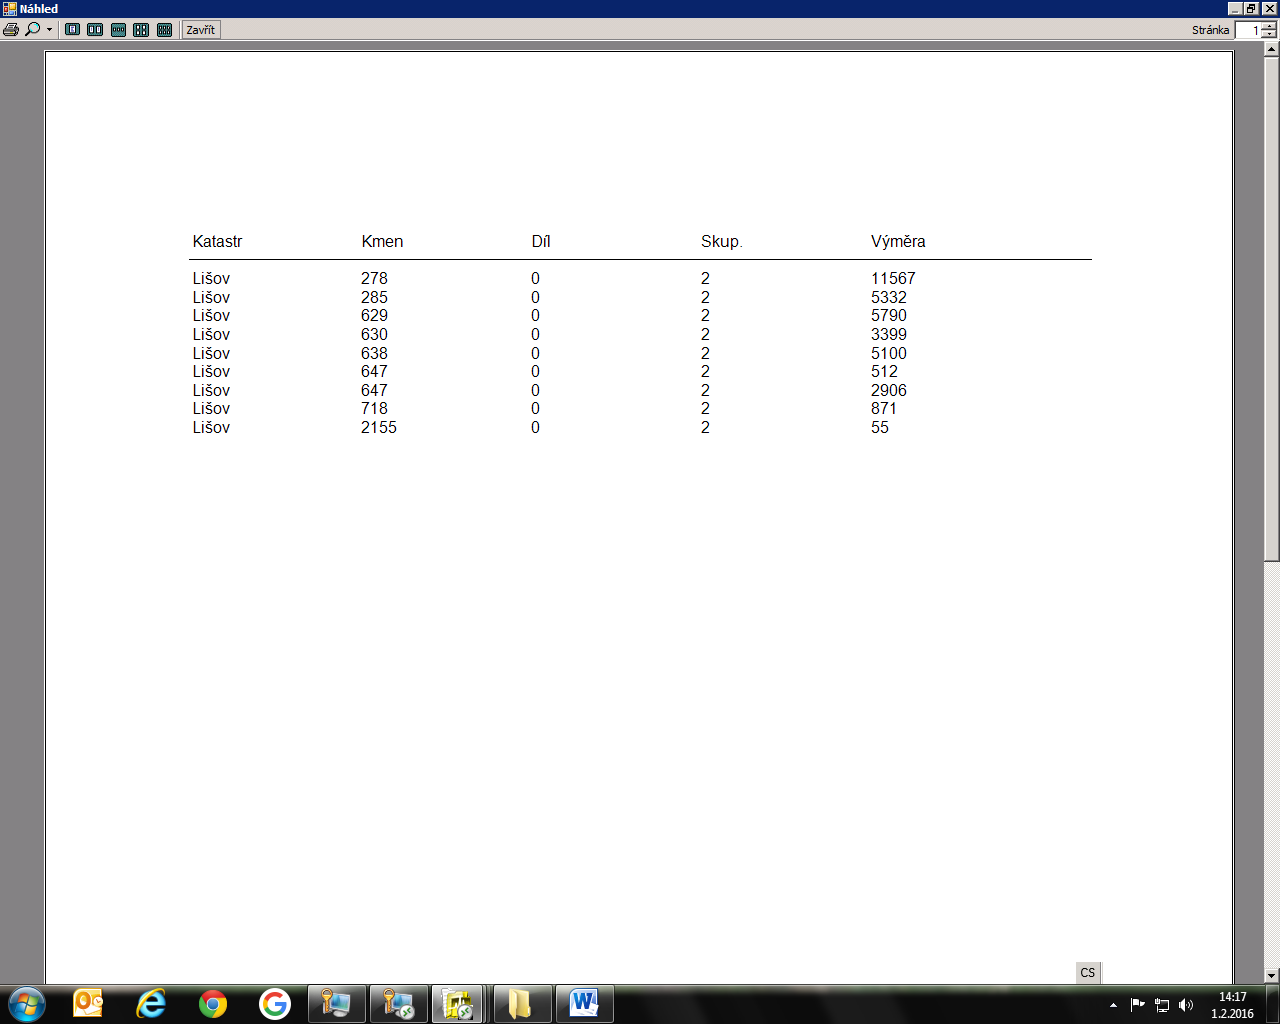 Náhled
Zavřít
Stránka 1
Katastr Kmen Díl Skup. Výměra
Lišov 278 0 2 11567
Lišov 285 0 2 5332
Lišov 629 0 2 5790
Lišov 630 0 2 3399
Lišov 638 0 2 5100
Lišov 647 0 2 512
Lišov 647 0 2 2906
Lišov 718 0 2 871
Lišov 2155 0 2 55
CS
14:17
1.2.2016